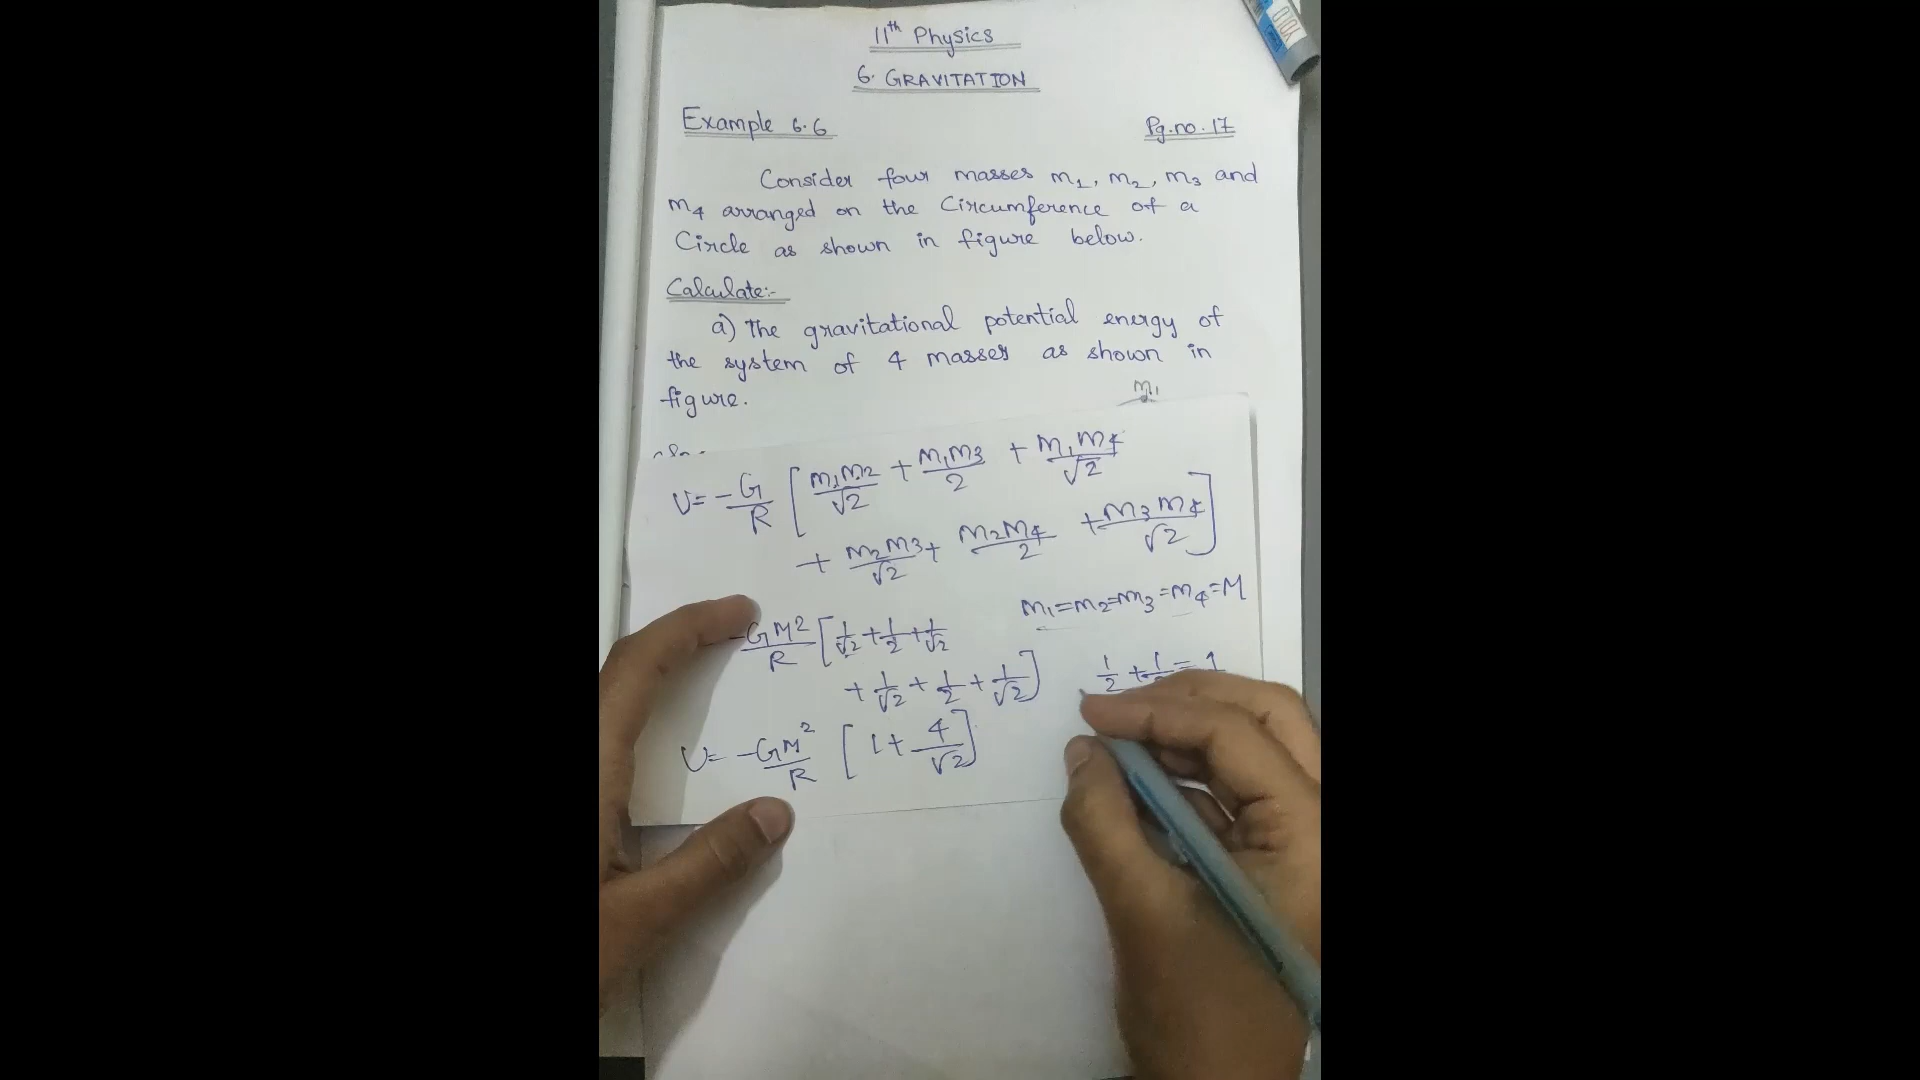 11th Physics
6. GRAVITATION
Example 6.6 Pg.no.17
Consider four masses m1, m2, m3 and
m4 arranged on the Circumference of a
Circle as shown in figure below.
Calculate:-
a) The gravitational potential energy of
the system of 4 masses as shown in
figure.
m1
U = -G/R [ m1m2/√2 + m1m3/2 + m1m4/√2
+ m2m3/√2 + m2m4/2 + m3m4/√2 ]
m1=m2=m3=m4=M
-GM²/R [ 1/√2 + 1/2 + 1/√2
+ 1/√2 + 1/2 + 1/√2 ] 1/2 + 1/ = 1
U = -GM²/R [ 1 + 4/√2 ]